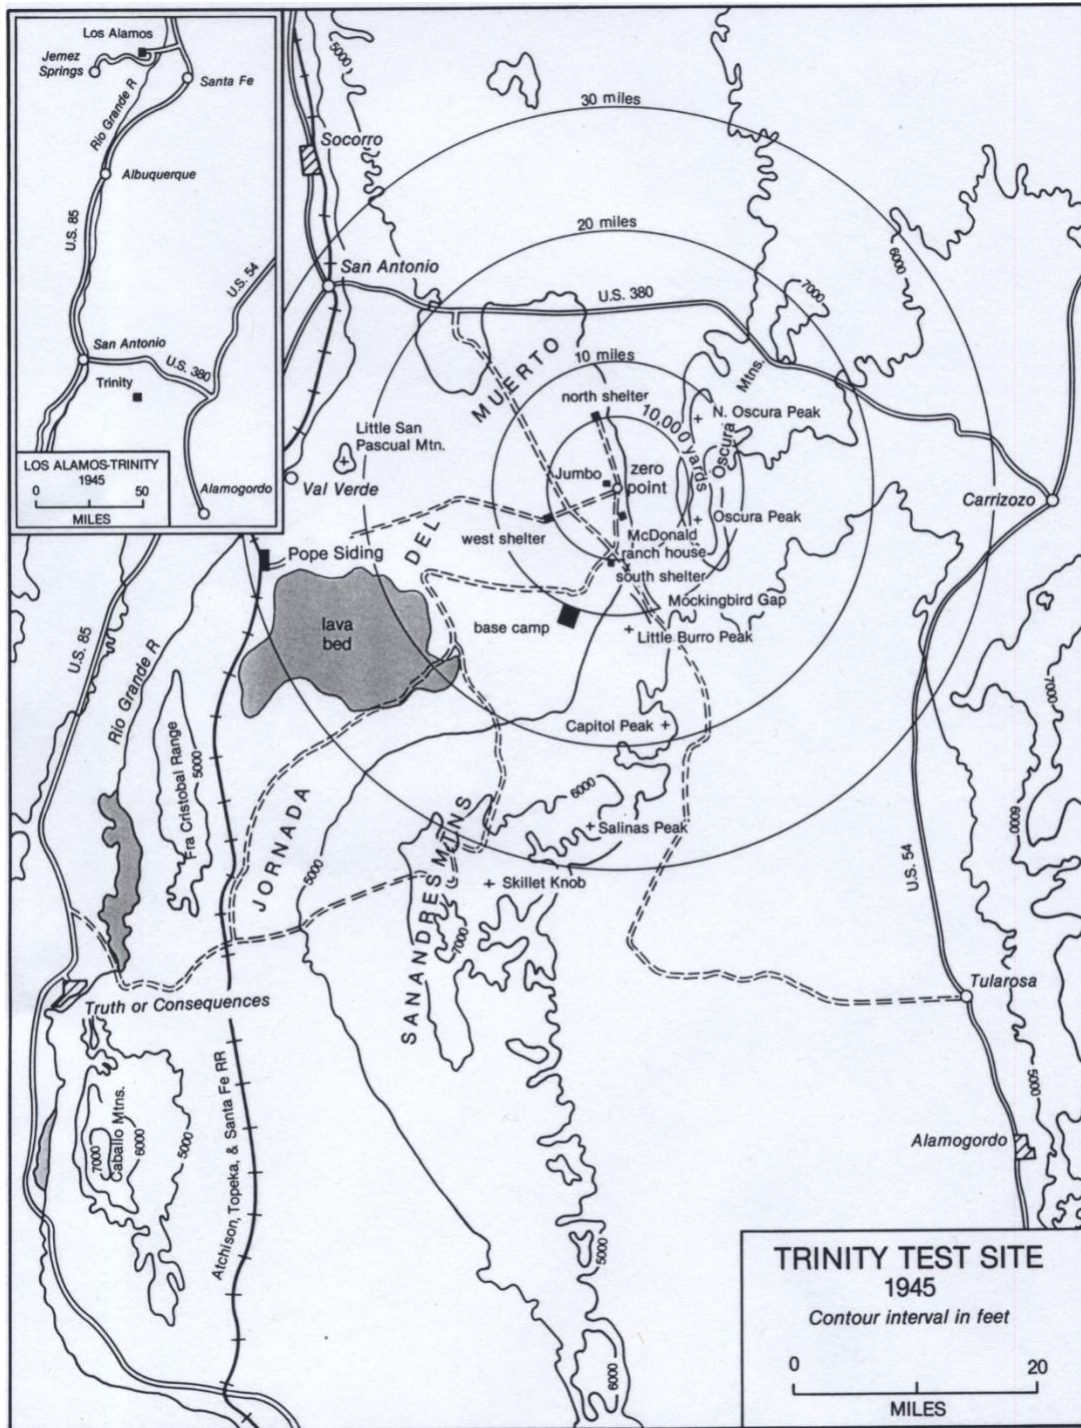 Los Alamos
Jemez
Springs
Santa Fe
Rio Grande R
Albuquerque
U.S. 85
U.S. 54
San Antonio
U.S. 380
Trinity
Alamogordo
LOS ALAMOS-TRINITY
1945
0 50
MILES
5000
30 miles
Socorro
20 miles
6000
7000
San Antonio
U.S. 380
MUERTO
10 miles
Mtns.
north shelter
10,000 yards
N. Oscura Peak
Oscura
Little San
Pascual Mtn.
Jumbo
zero
point
Val Verde
Carrizozo
west shelter
Oscura Peak
McDonald
ranch house
DEL
Pope Siding
south shelter
Mockingbird Gap
base camp
Little Burro Peak
lava
bed
U.S. 85
Rio Grande R
7000
Capitol Peak
Fra Cristobal Range
5000
6000
6000
JORNADA
Salinas Peak
U.S. 54
5000
Skillet Knob
SAN ANDRES MTNS
7000
Tularosa
Truth or Consequences
5000
Atchison, Topeka, & Santa Fe RR
Caballo Mtns.
7000
6000
5000
Alamogordo
5000
6000
TRINITY TEST SITE
1945
Contour interval in feet
0 20
MILES